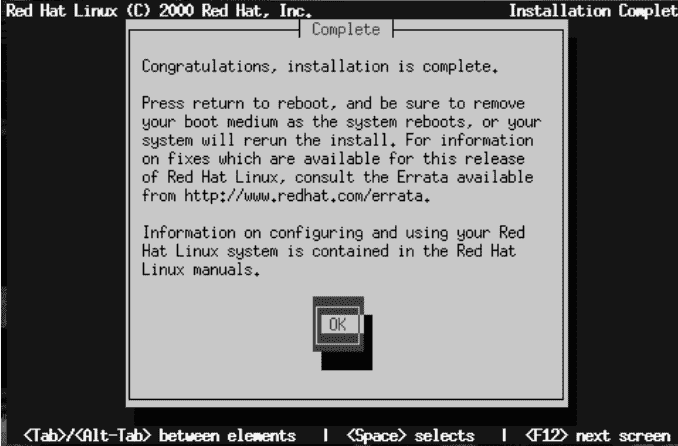 Red Hat Linux (C) 2000 Red Hat, Inc. Installation Complet
Complete
Congratulations, installation is complete.
Press return to reboot, and be sure to remove
your boot medium as the system reboots, or your
system will rerun the install. For information
on fixes which are available for this release
of Red Hat Linux, consult the Errata available
from http://www.redhat.com/errata.
Information on configuring and using your Red
Hat Linux system is contained in the Red Hat
Linux manuals.
OK
<Tab>/<Alt-Tab> between elements | <Space> selects | <F12> next screen